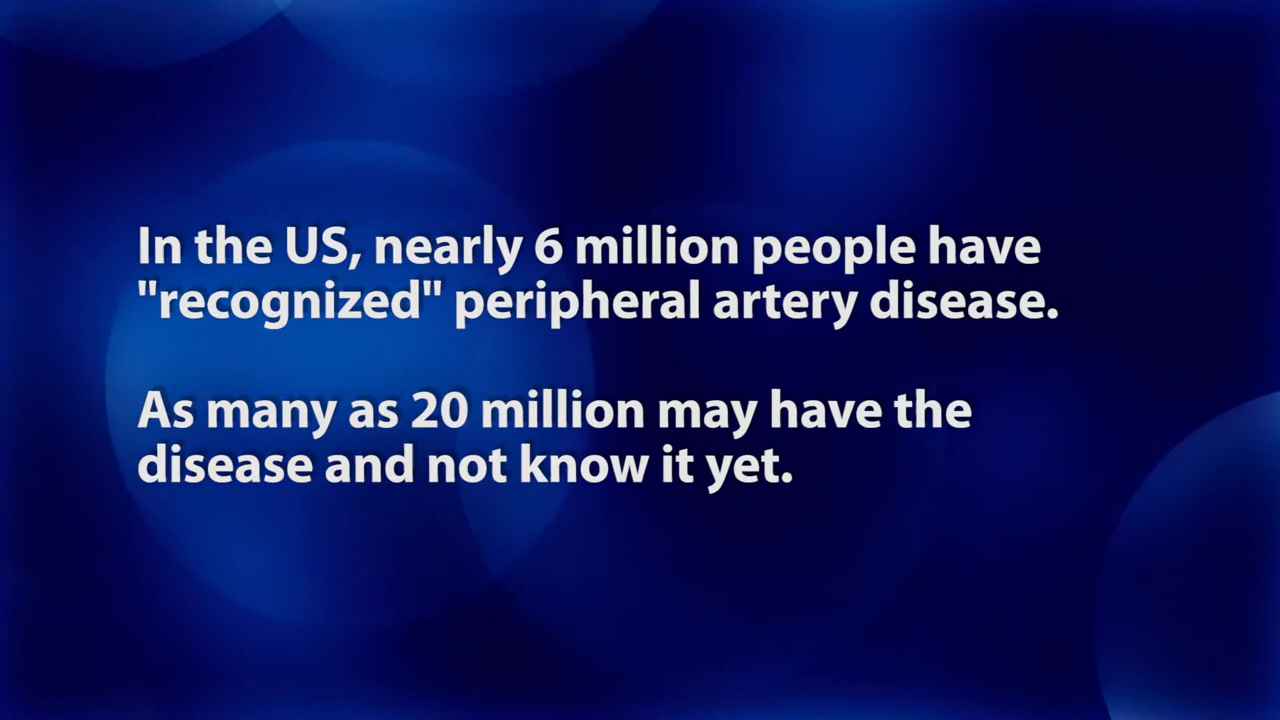 In the US, nearly 6 million people have
"recognized" peripheral artery disease.
As many as 20 million may have the
disease and not know it yet.